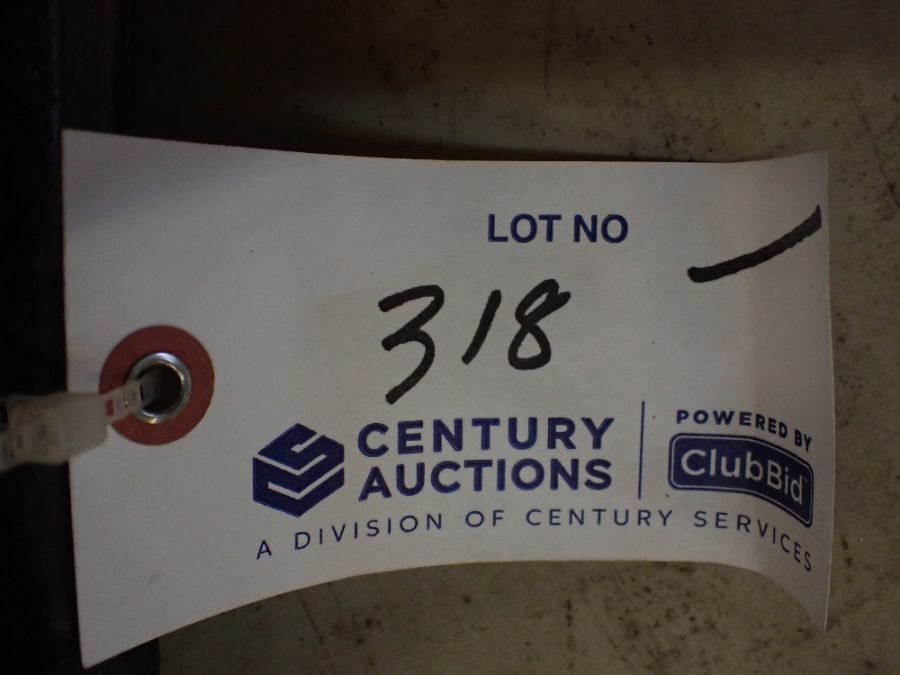 LOT NO
318
CENTURY
AUCTIONS
POWERED BY
ClubBid
A DIVISION OF CENTURY SERVICES